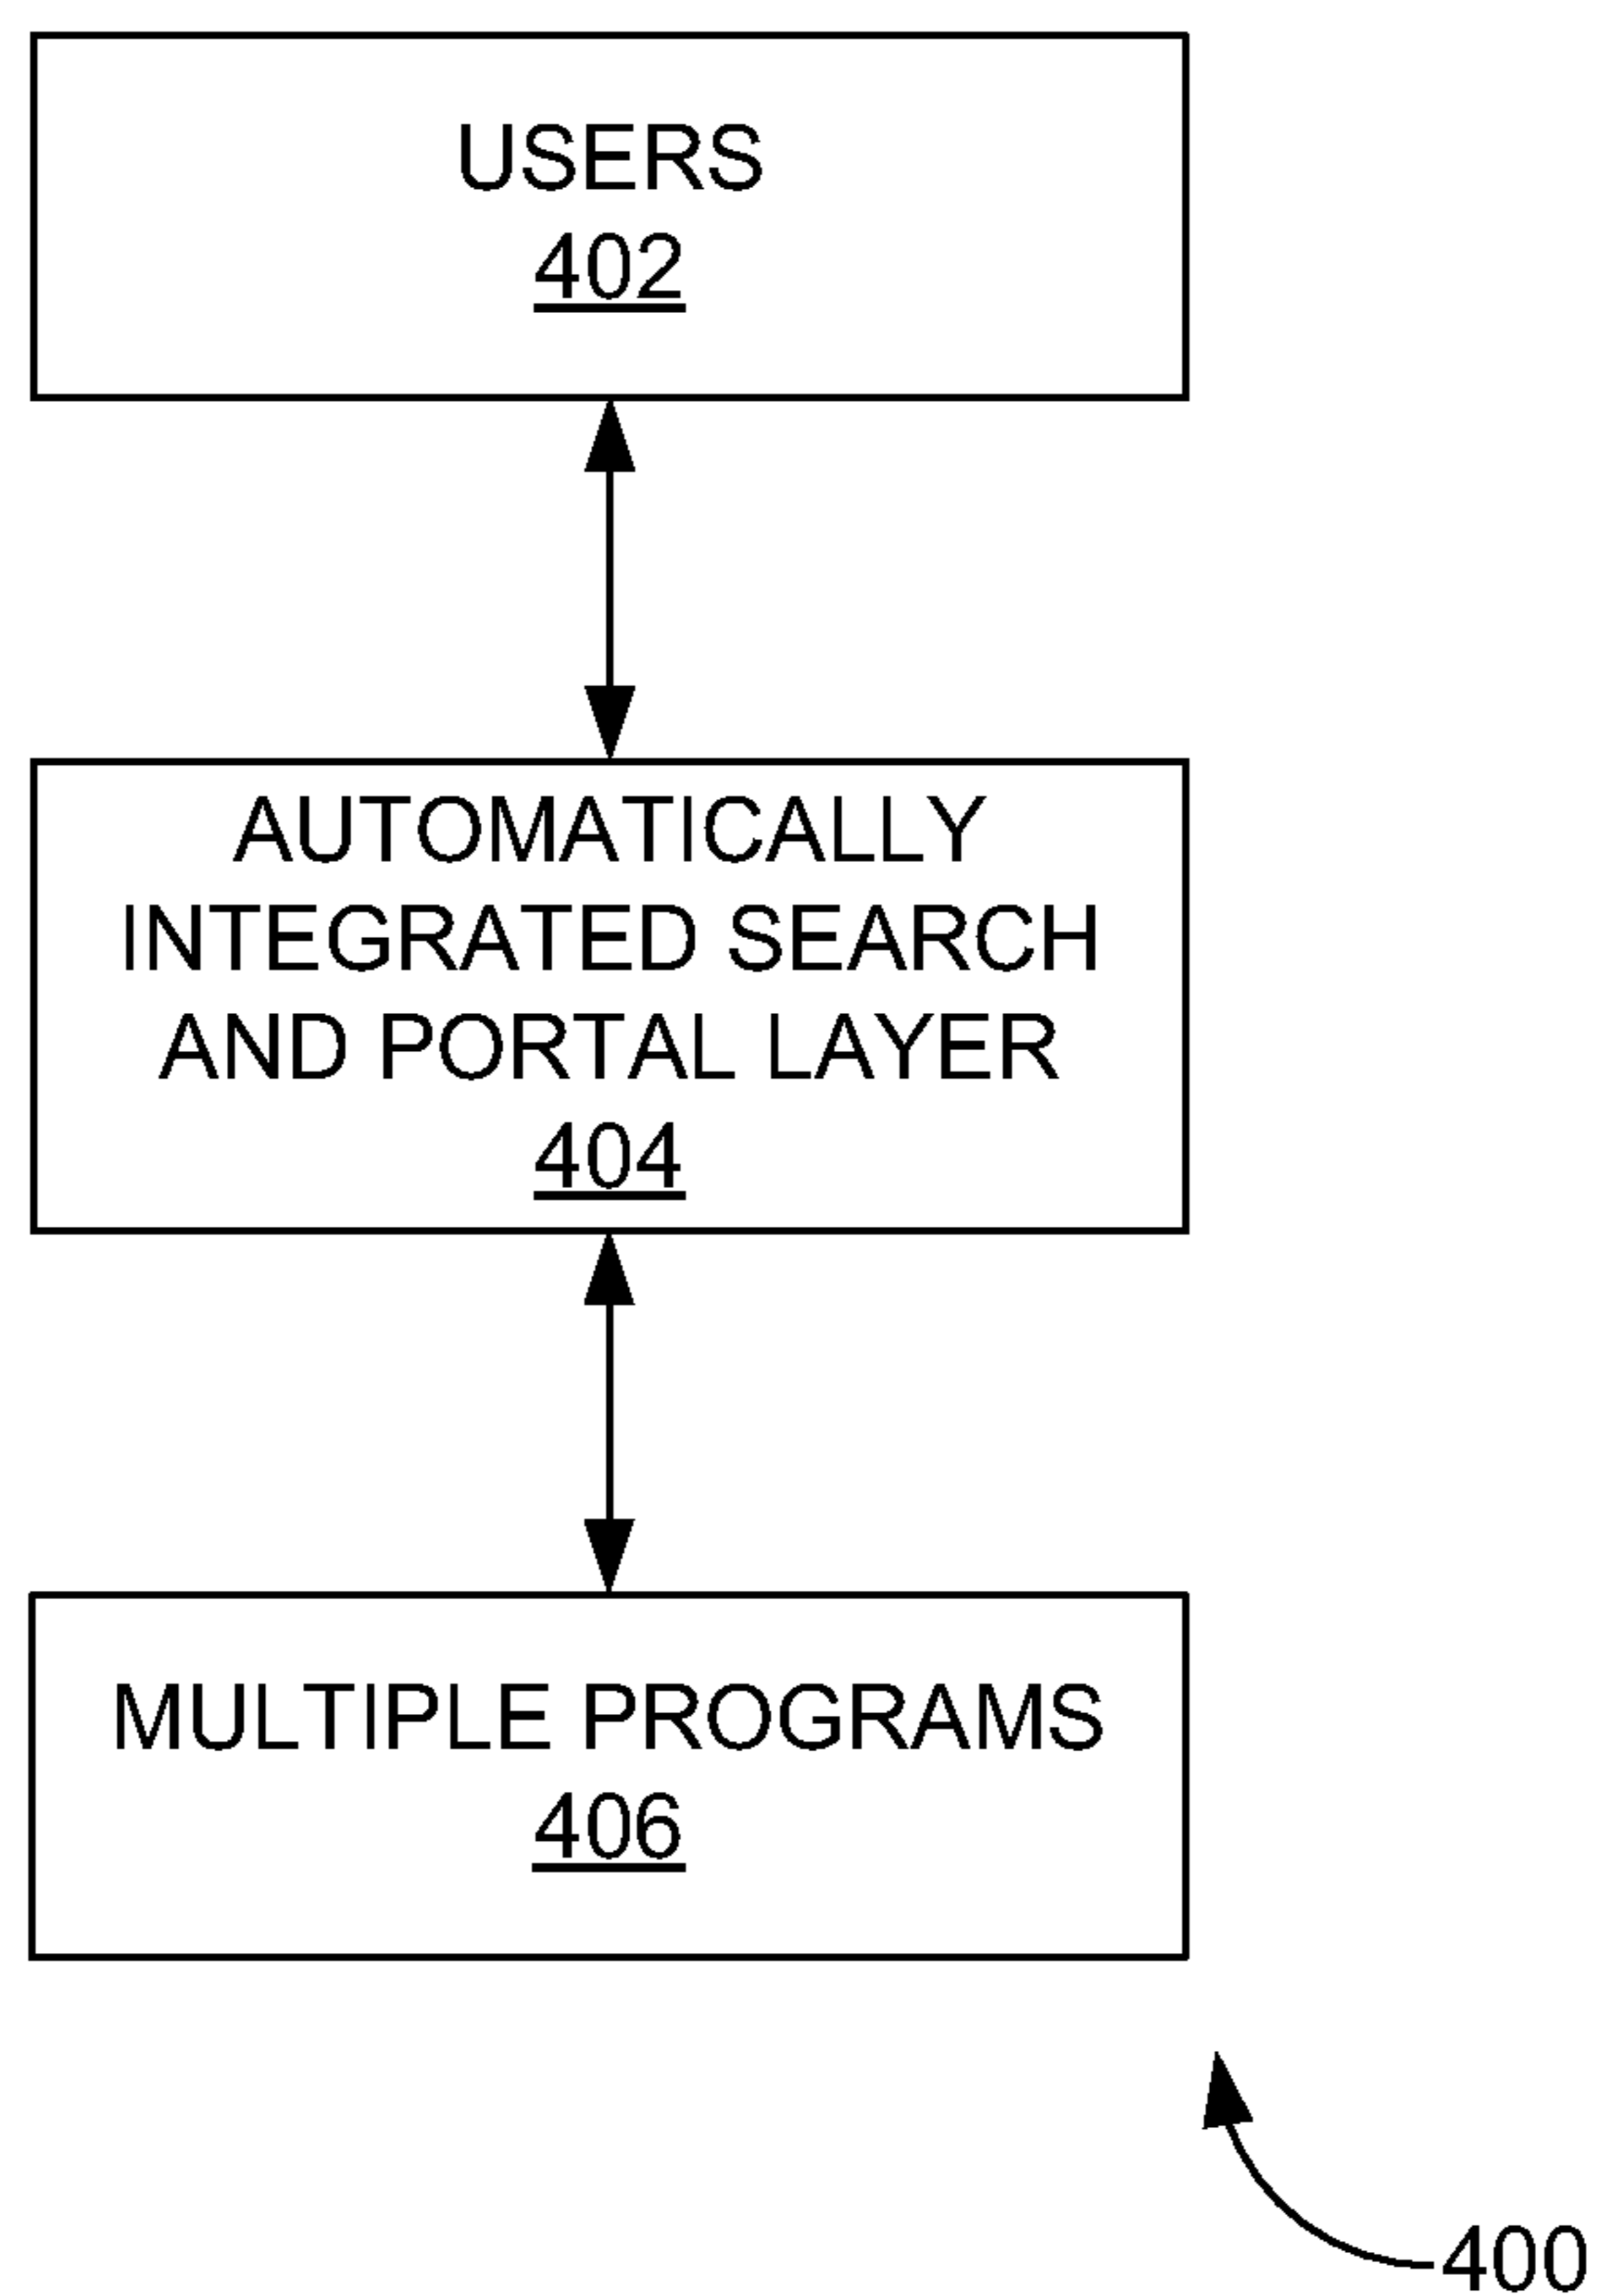 USERS
402
AUTOMATICALLY
INTEGRATED SEARCH
AND PORTAL LAYER
404
MULTIPLE PROGRAMS
406
400